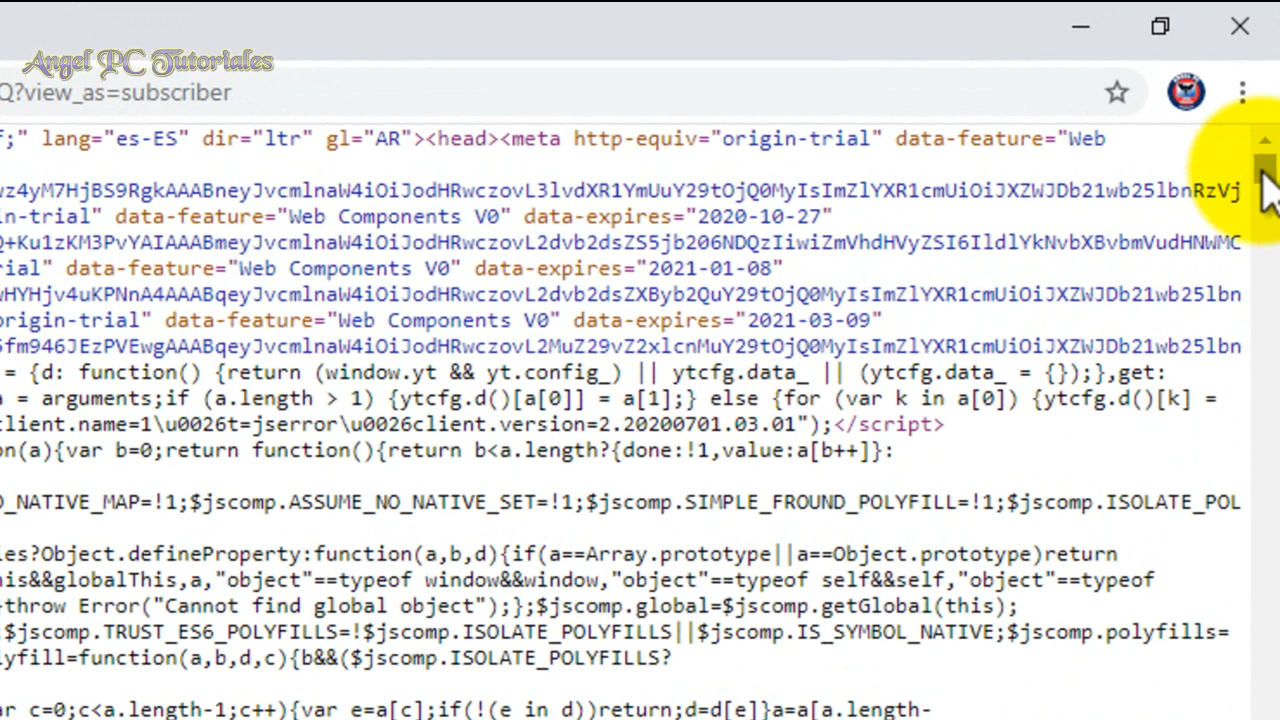 Angel PC Tutoriales
Q?view_as=subscriber
f;" lang="es-ES" dir="ltr" gl="AR"><head><meta http-equiv="origin-trial" data-feature="Web
wz4yM7HjBS9RgkAAABneyJvcmlnaW4iOiJodHRwczovL3lvdXR1YmUuY29tOjQ0MyIsImZlYXR1cmUiOiJXZWJDb21wb25lbnRzVj
in-trial" data-feature="Web Components V0" data-expires="2020-10-27"
Q+Ku1zKM3PvYAIAAABmeyJvcmlnaW4iOiJodHRwczovL2dvb2dsZS5jb206NDQzIiwiZmVhdHVyZSI6IldlYkNvbXBvbmVudHNWMC
rial" data-feature="Web Components V0" data-expires="2021-01-08"
wHYHjv4uKPNnA4AAABqeyJvcmlnaW4iOiJodHRwczovL2dvb2dsZXByb2QuY29tOjQ0MyIsImZlYXR1cmUiOiJXZWJDb21wb25lbn
origin-trial" data-feature="Web Components V0" data-expires="2021-03-09"
5fm946JEzPVEwgAAABqeyJvcmlnaW4iOiJodHRwczovL2MuZ29vZ2xlcnMuY29tOjQ0MyIsImZlYXR1cmUiOiJXZWJDb21wb25lbn
= {d: function() {return (window.yt && yt.config_) || ytcfg.data_ || (ytcfg.data_ = {});},get:
a = arguments;if (a.length > 1) {ytcfg.d()[a[0]] = a[1];} else {for (var k in a[0]) {ytcfg.d()[k] =
client.name=1\u0026t=jserror\u0026client.version=2.20200701.03.01");</script>
on(a){var b=0;return function(){return b<a.length?{done:!1,value:a[b++]}:
O_NATIVE_MAP=!1;$jscomp.ASSUME_NO_NATIVE_SET=!1;$jscomp.SIMPLE_FROUND_POLYFILL=!1;$jscomp.ISOLATE_POL
ies?Object.defineProperty:function(a,b,d){if(a==Array.prototype||a==Object.prototype)return
his&&globalThis,a,"object"==typeof window&&window,"object"==typeof self&&self,"object"==typeof
+throw Error("Cannot find global object");};$jscomp.global=$jscomp.getGlobal(this);
;$jscomp.TRUST_ES6_POLYFILLS=!$jscomp.ISOLATE_POLYFILLS||$jscomp.IS_SYMBOL_NATIVE;$jscomp.polyfills=
lyfill=function(a,b,d,c){b&&($jscomp.ISOLATE_POLYFILLS?
ar c=0;c<a.length-1;c++){var e=a[c];if(!(e in d))return;d=d[e]}a=a[a.length-